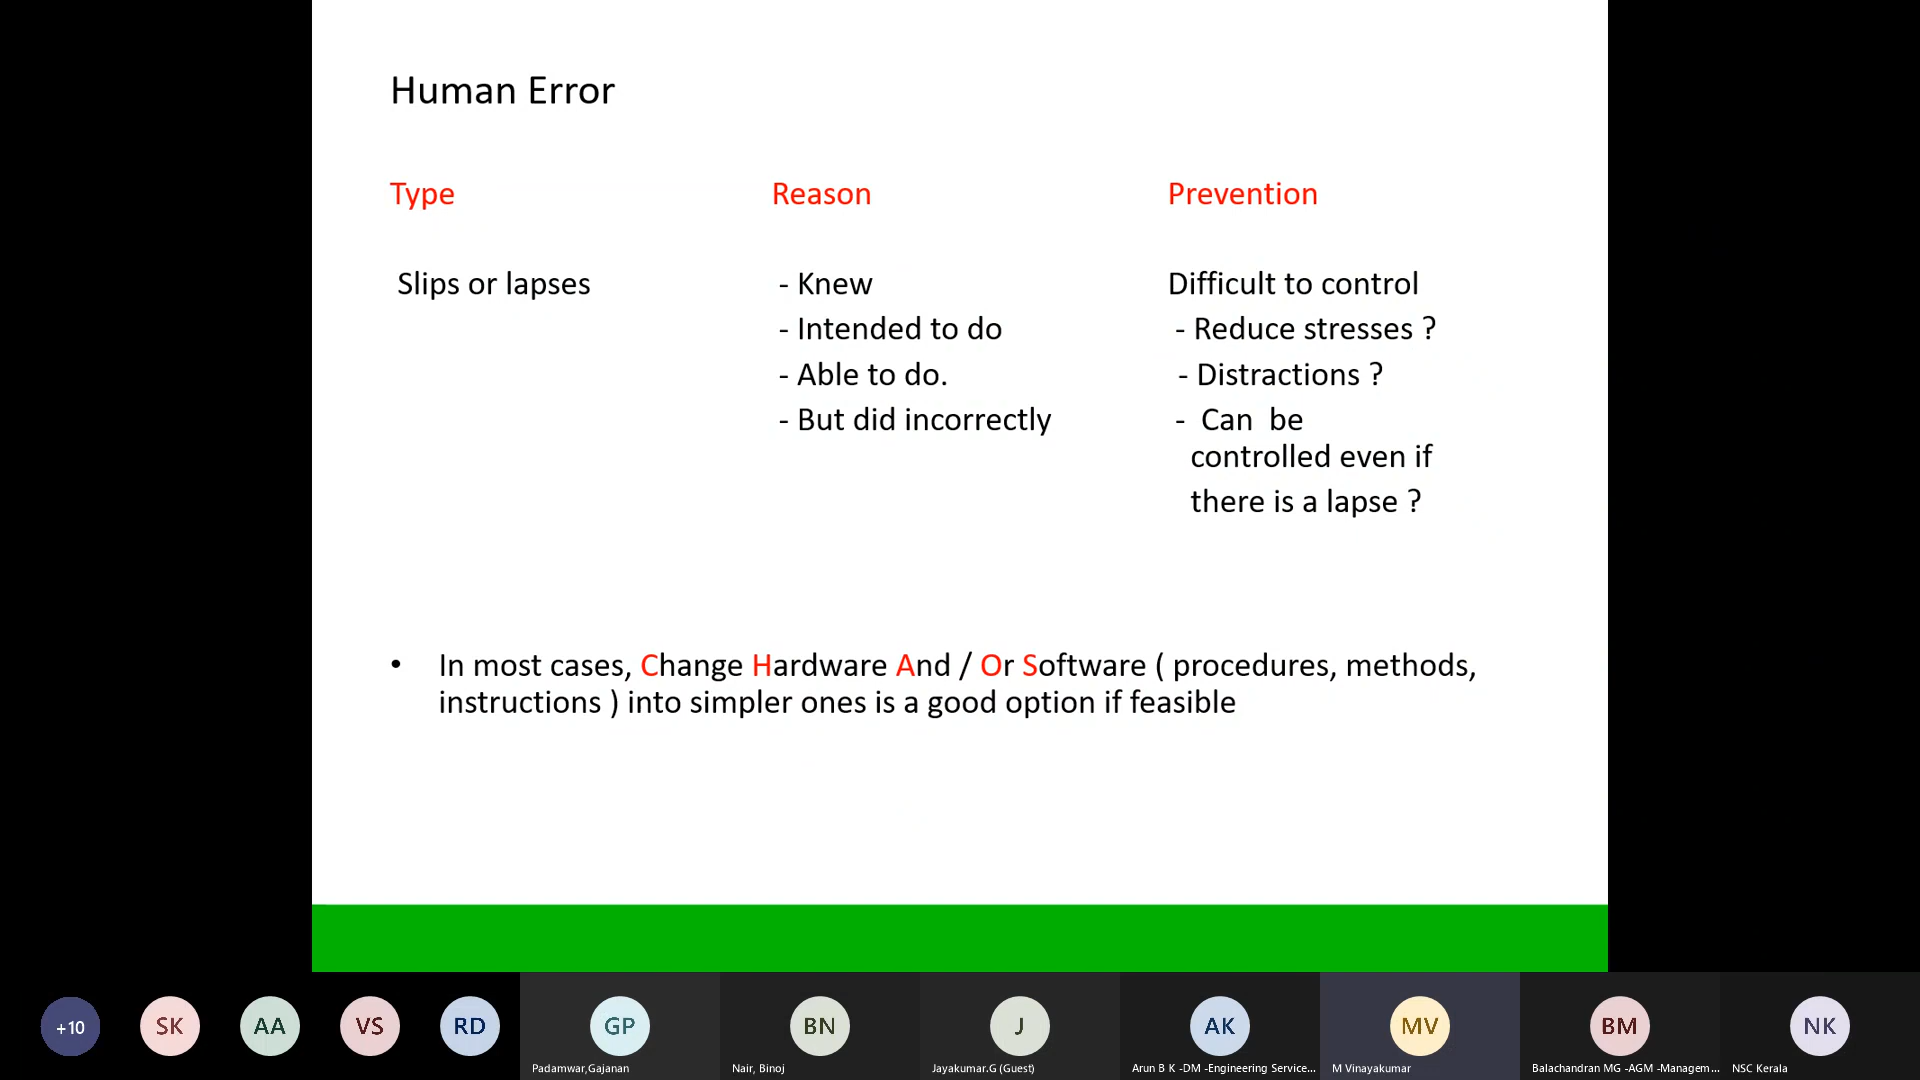 Human Error
Type Reason Prevention
Slips or lapses - Knew Difficult to control
- Intended to do - Reduce stresses ?
- Able to do. - Distractions ?
- But did incorrectly - Can be
controlled even if
there is a lapse ?
• In most cases, Change Hardware And / Or Software ( procedures, methods,
instructions ) into simpler ones is a good option if feasible
+10 SK AA VS RD GP BN J AK MV BM NK
Padamwar,Gajanan Nair, Binoj Jayakumar.G (Guest) Arun B K -DM -Engineering Service... M Vinayakumar Balachandran MG -AGM -Managem... NSC Kerala